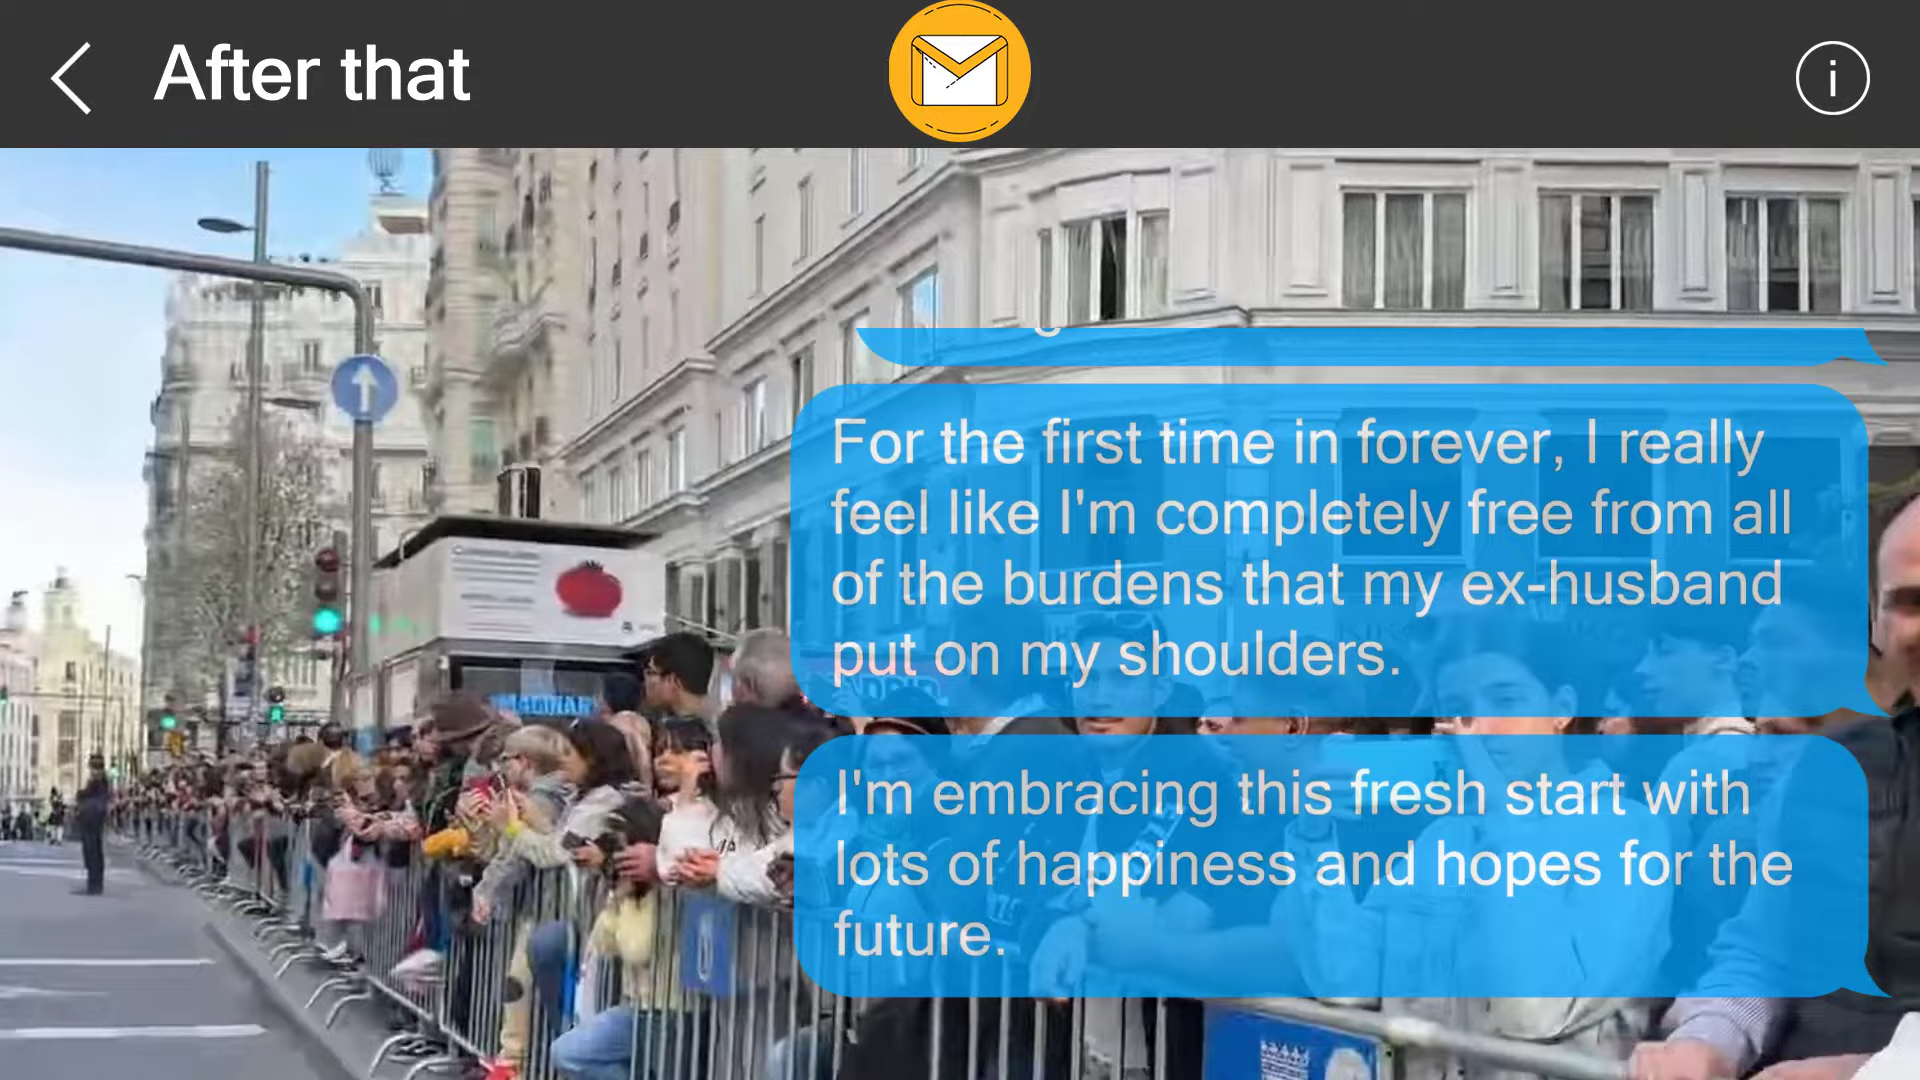 After that
For the first time in forever, I really
feel like I'm completely free from all
of the burdens that my ex-husband
put on my shoulders.
I'm embracing this fresh start with
lots of happiness and hopes for the
future.